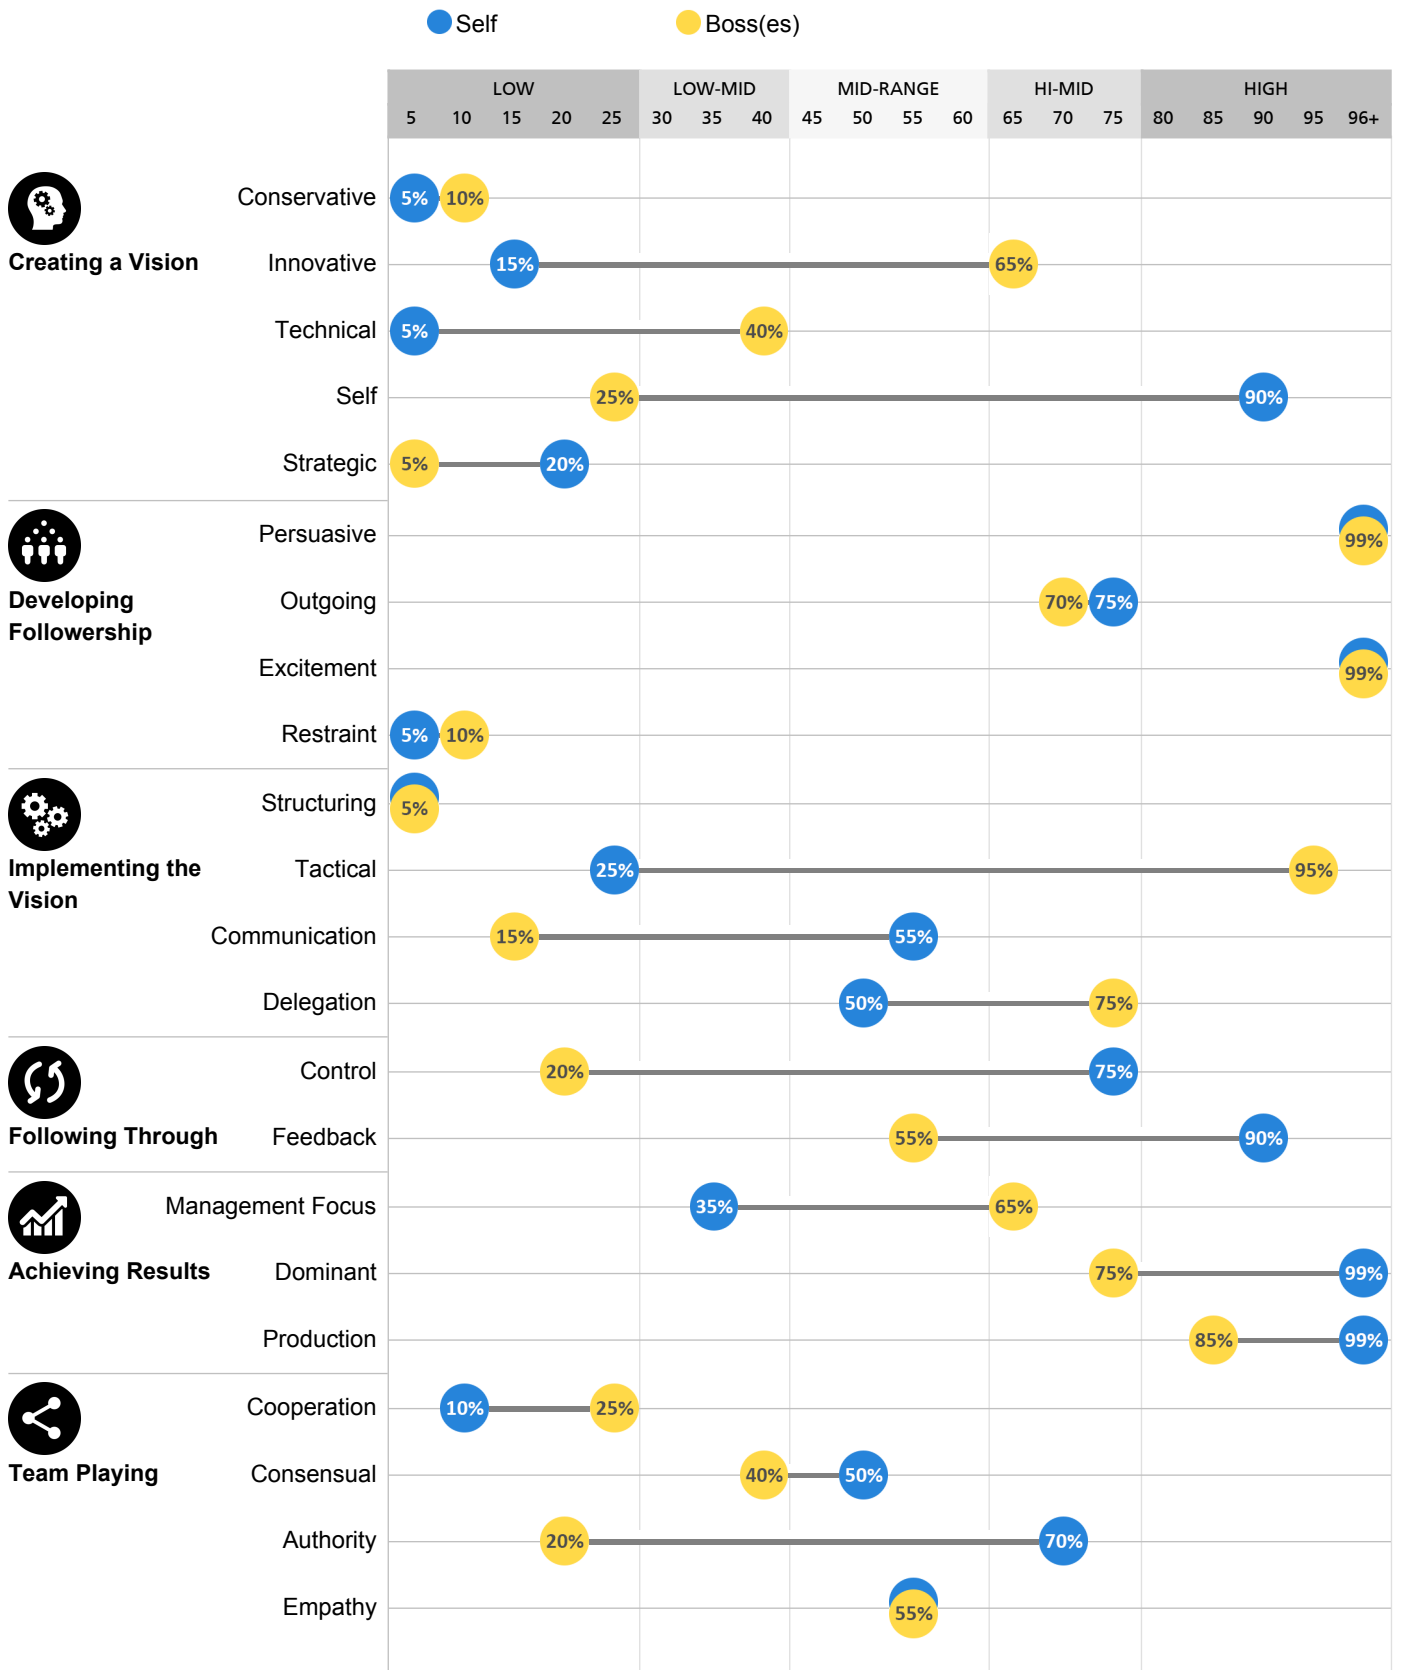 Self Boss(es)
LOW LOW-MID MID-RANGE HI-MID HIGH
5 10 15 20 25 30 35 40 45 50 55 60 65 70 75 80 85 90 95 96+
Creating a Vision
Conservative 5% 10%
Innovative 15% 65%
Technical 5% 40%
Self 25% 90%
Strategic 5% 20%
Developing
Followership
Persuasive 99%
Outgoing 70% 75%
Excitement 99%
Restraint 5% 10%
Implementing the
Vision
Structuring 5%
Tactical 25% 95%
Communication 15% 55%
Delegation 50% 75%
Following Through
Control 20% 75%
Feedback 55% 90%
Achieving Results
Management Focus 35% 65%
Dominant 75% 99%
Production 85% 99%
Team Playing
Cooperation 10% 25%
Consensual 40% 50%
Authority 20% 70%
Empathy 55%